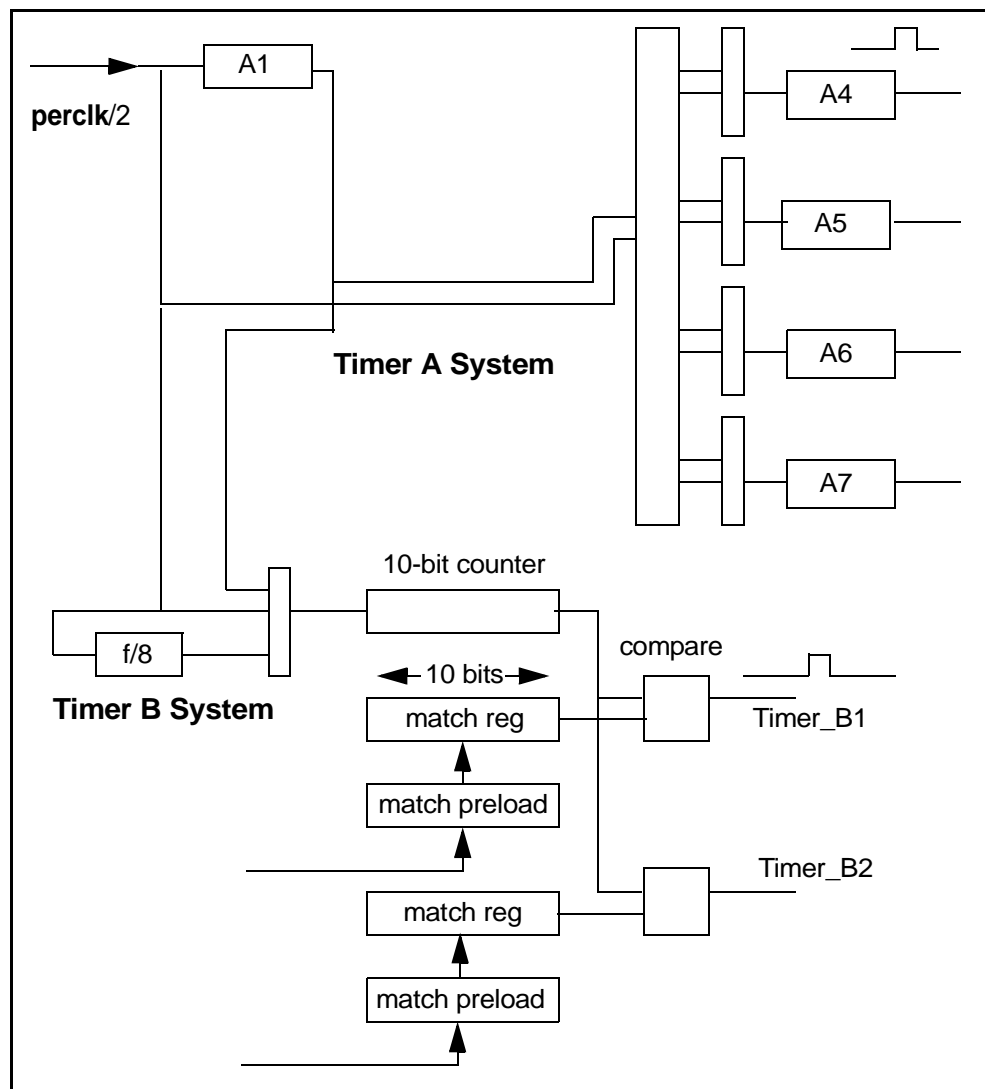 A1
perclk/2
A4
A5
Timer A System
A6
A7
10-bit counter
f/8
compare
Timer B System
10 bits
match reg
Timer_B1
match preload
Timer_B2
match reg
match preload